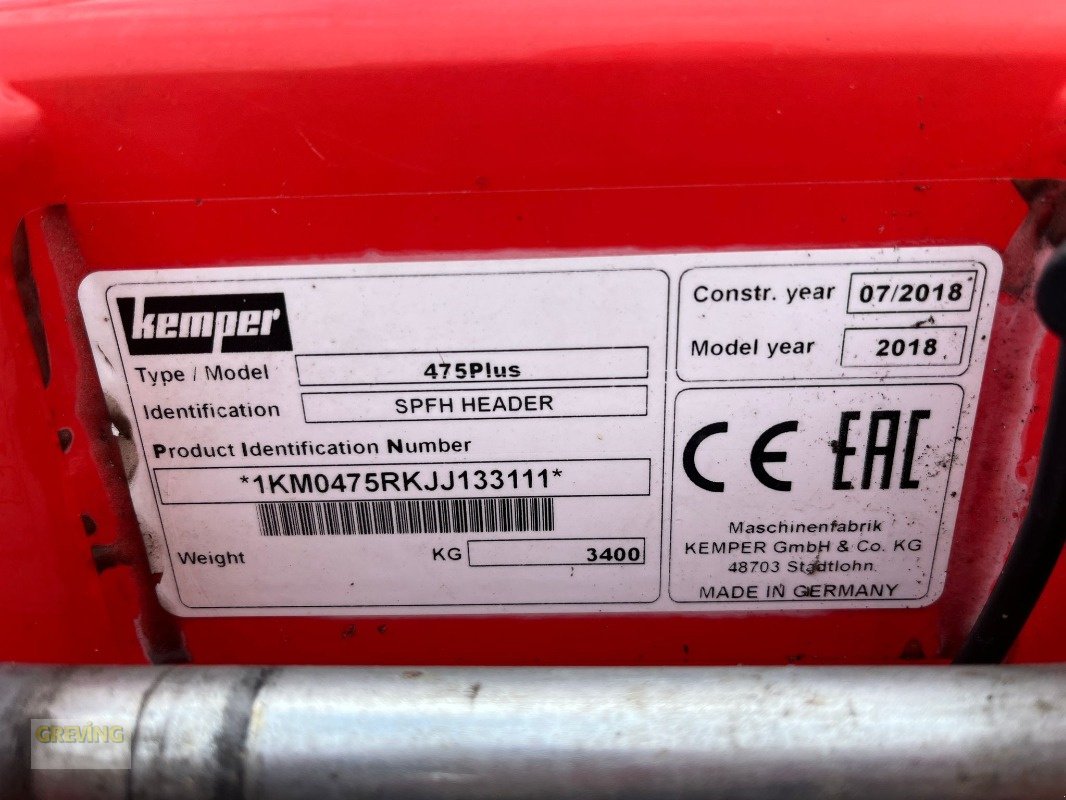 kemper
Type / Model 475Plus
Identification SPFH HEADER
Product Identification Number
*1KM0475RKJJ133111*
Weight KG 3400
Constr. year 07/2018
Model year 2018
CE EAC
Maschinenfabrik
KEMPER GmbH & Co. KG
48703 Stadtlohn
MADE IN GERMANY
GREVING